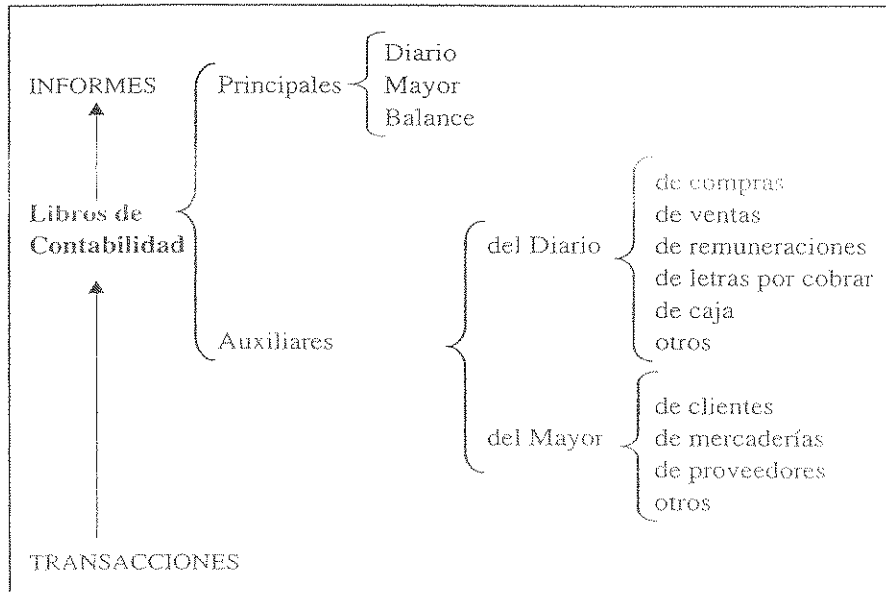 INFORMES
Principales
Diario
Mayor
Balance
Libros de
Contabilidad
Auxiliares
del Diario
de compras
de ventas
de remuneraciones
de letras por cobrar
de caja
otros
del Mayor
de clientes
de mercaderías
de proveedores
otros
TRANSACCIONES